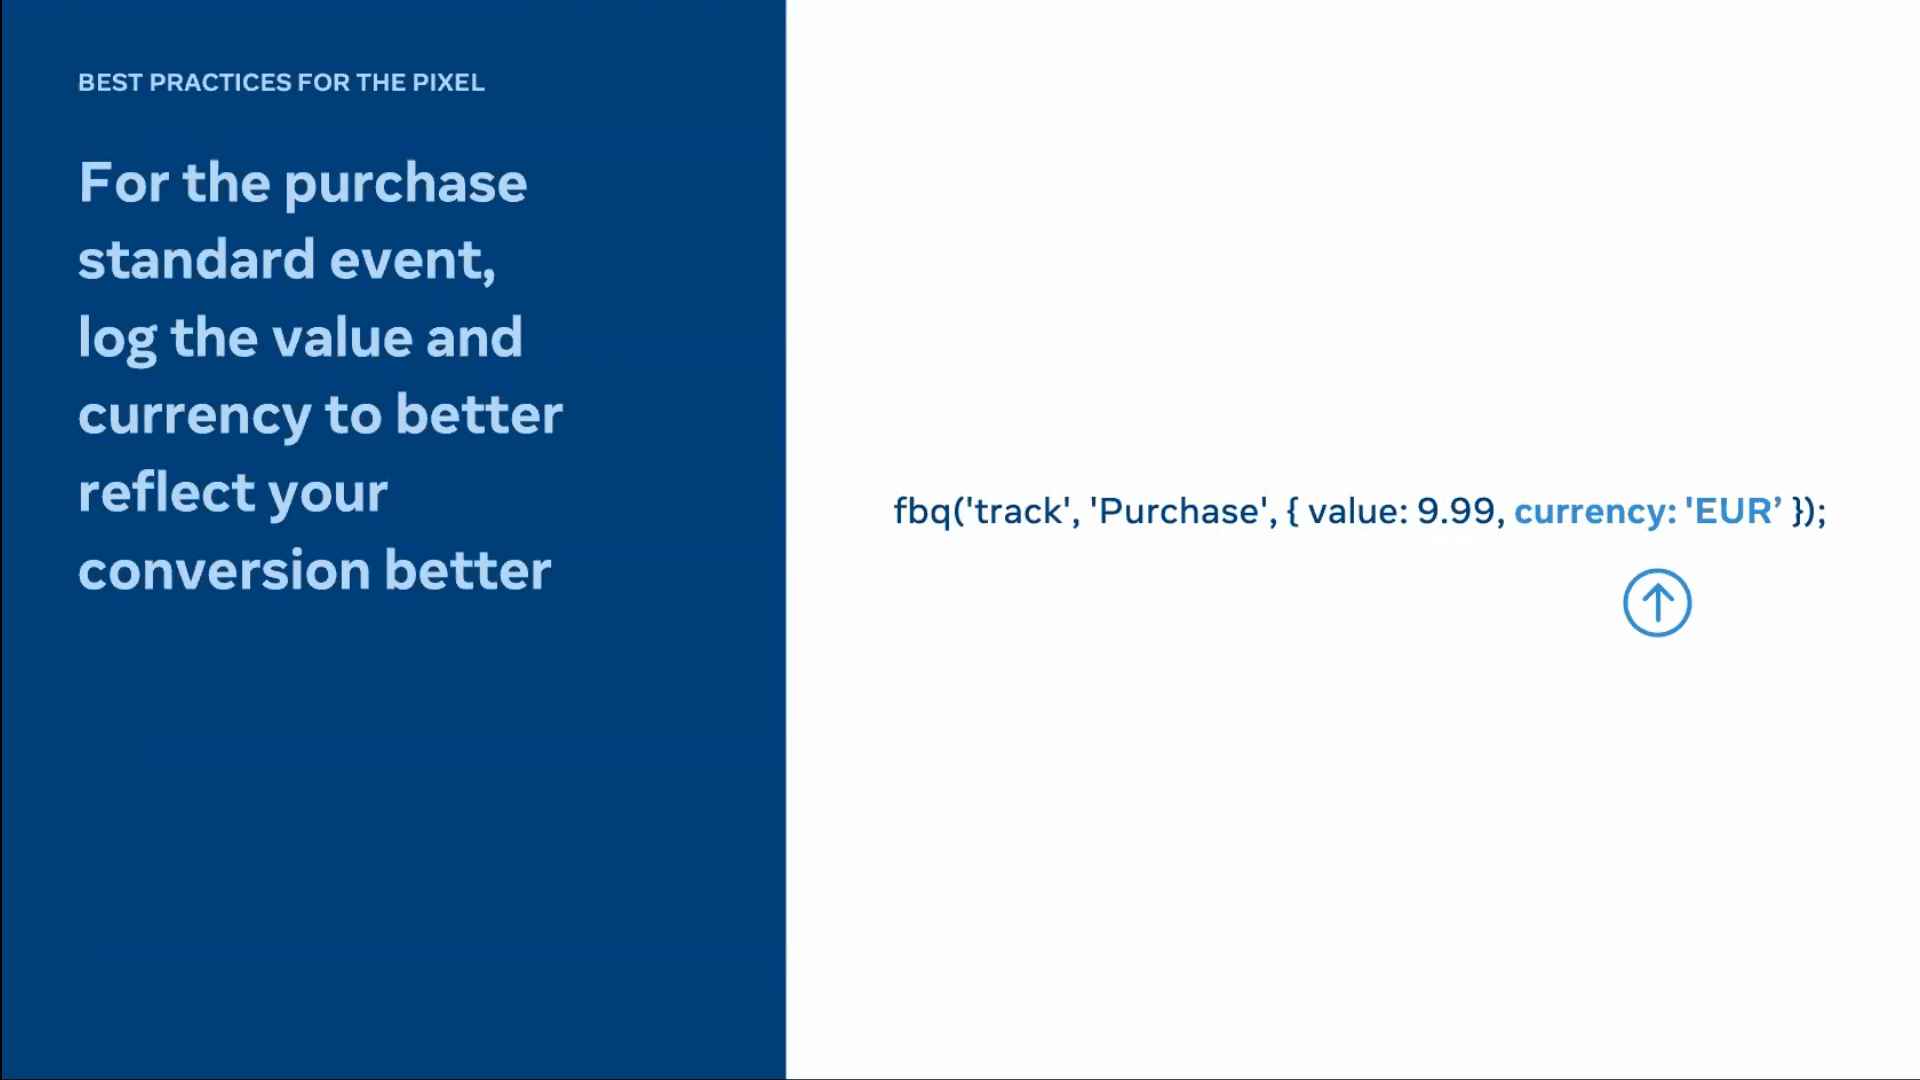 BEST PRACTICES FOR THE PIXEL
For the purchase
standard event,
log the value and
currency to better
reflect your
conversion better
fbq('track', 'Purchase', { value: 9.99, currency: 'EUR’ });